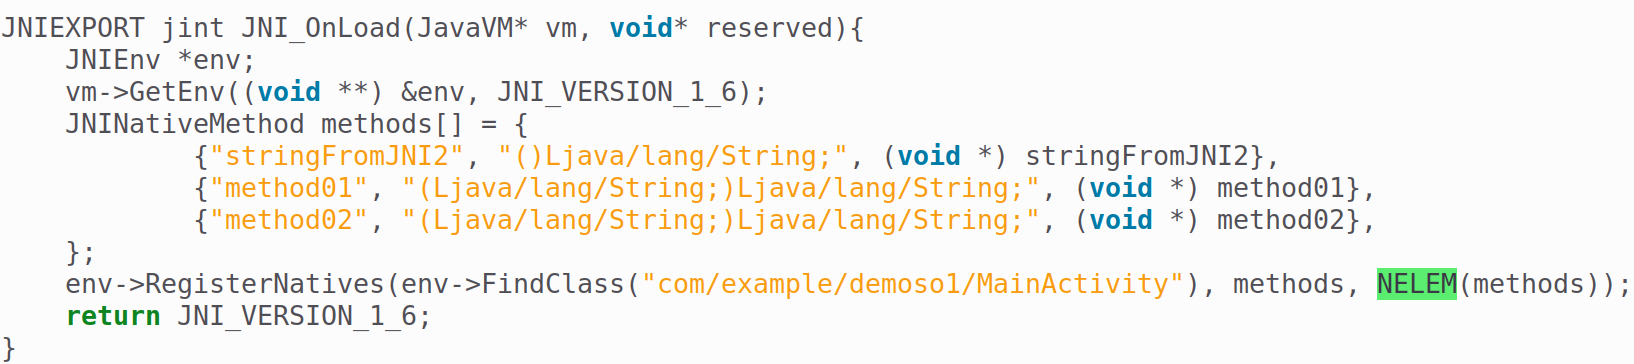 JNIEXPORT jint JNI_OnLoad(JavaVM* vm, void* reserved){
    JNIEnv *env;
    vm->GetEnv((void **) &env, JNI_VERSION_1_6);
    JNINativeMethod methods[] = {
            {"stringFromJNI2", "()Ljava/lang/String;", (void *) stringFromJNI2},
            {"method01", "(Ljava/lang/String;)Ljava/lang/String;", (void *) method01},
            {"method02", "(Ljava/lang/String;)Ljava/lang/String;", (void *) method02},
    };
    env->RegisterNatives(env->FindClass("com/example/demoso1/MainActivity"), methods, NELEM(methods));
    return JNI_VERSION_1_6;
}